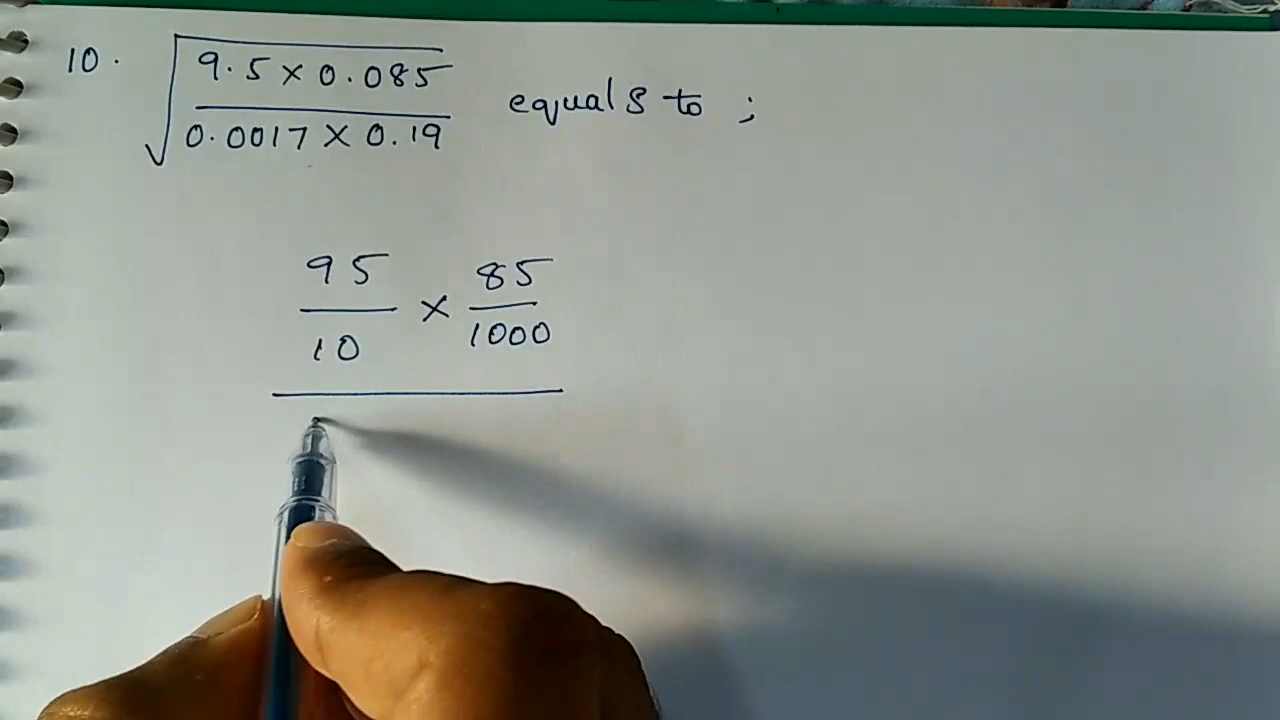 10. √(9.5 × 0.085 / 0.0017 × 0.19) equals to ;
95/10 × 85/1000